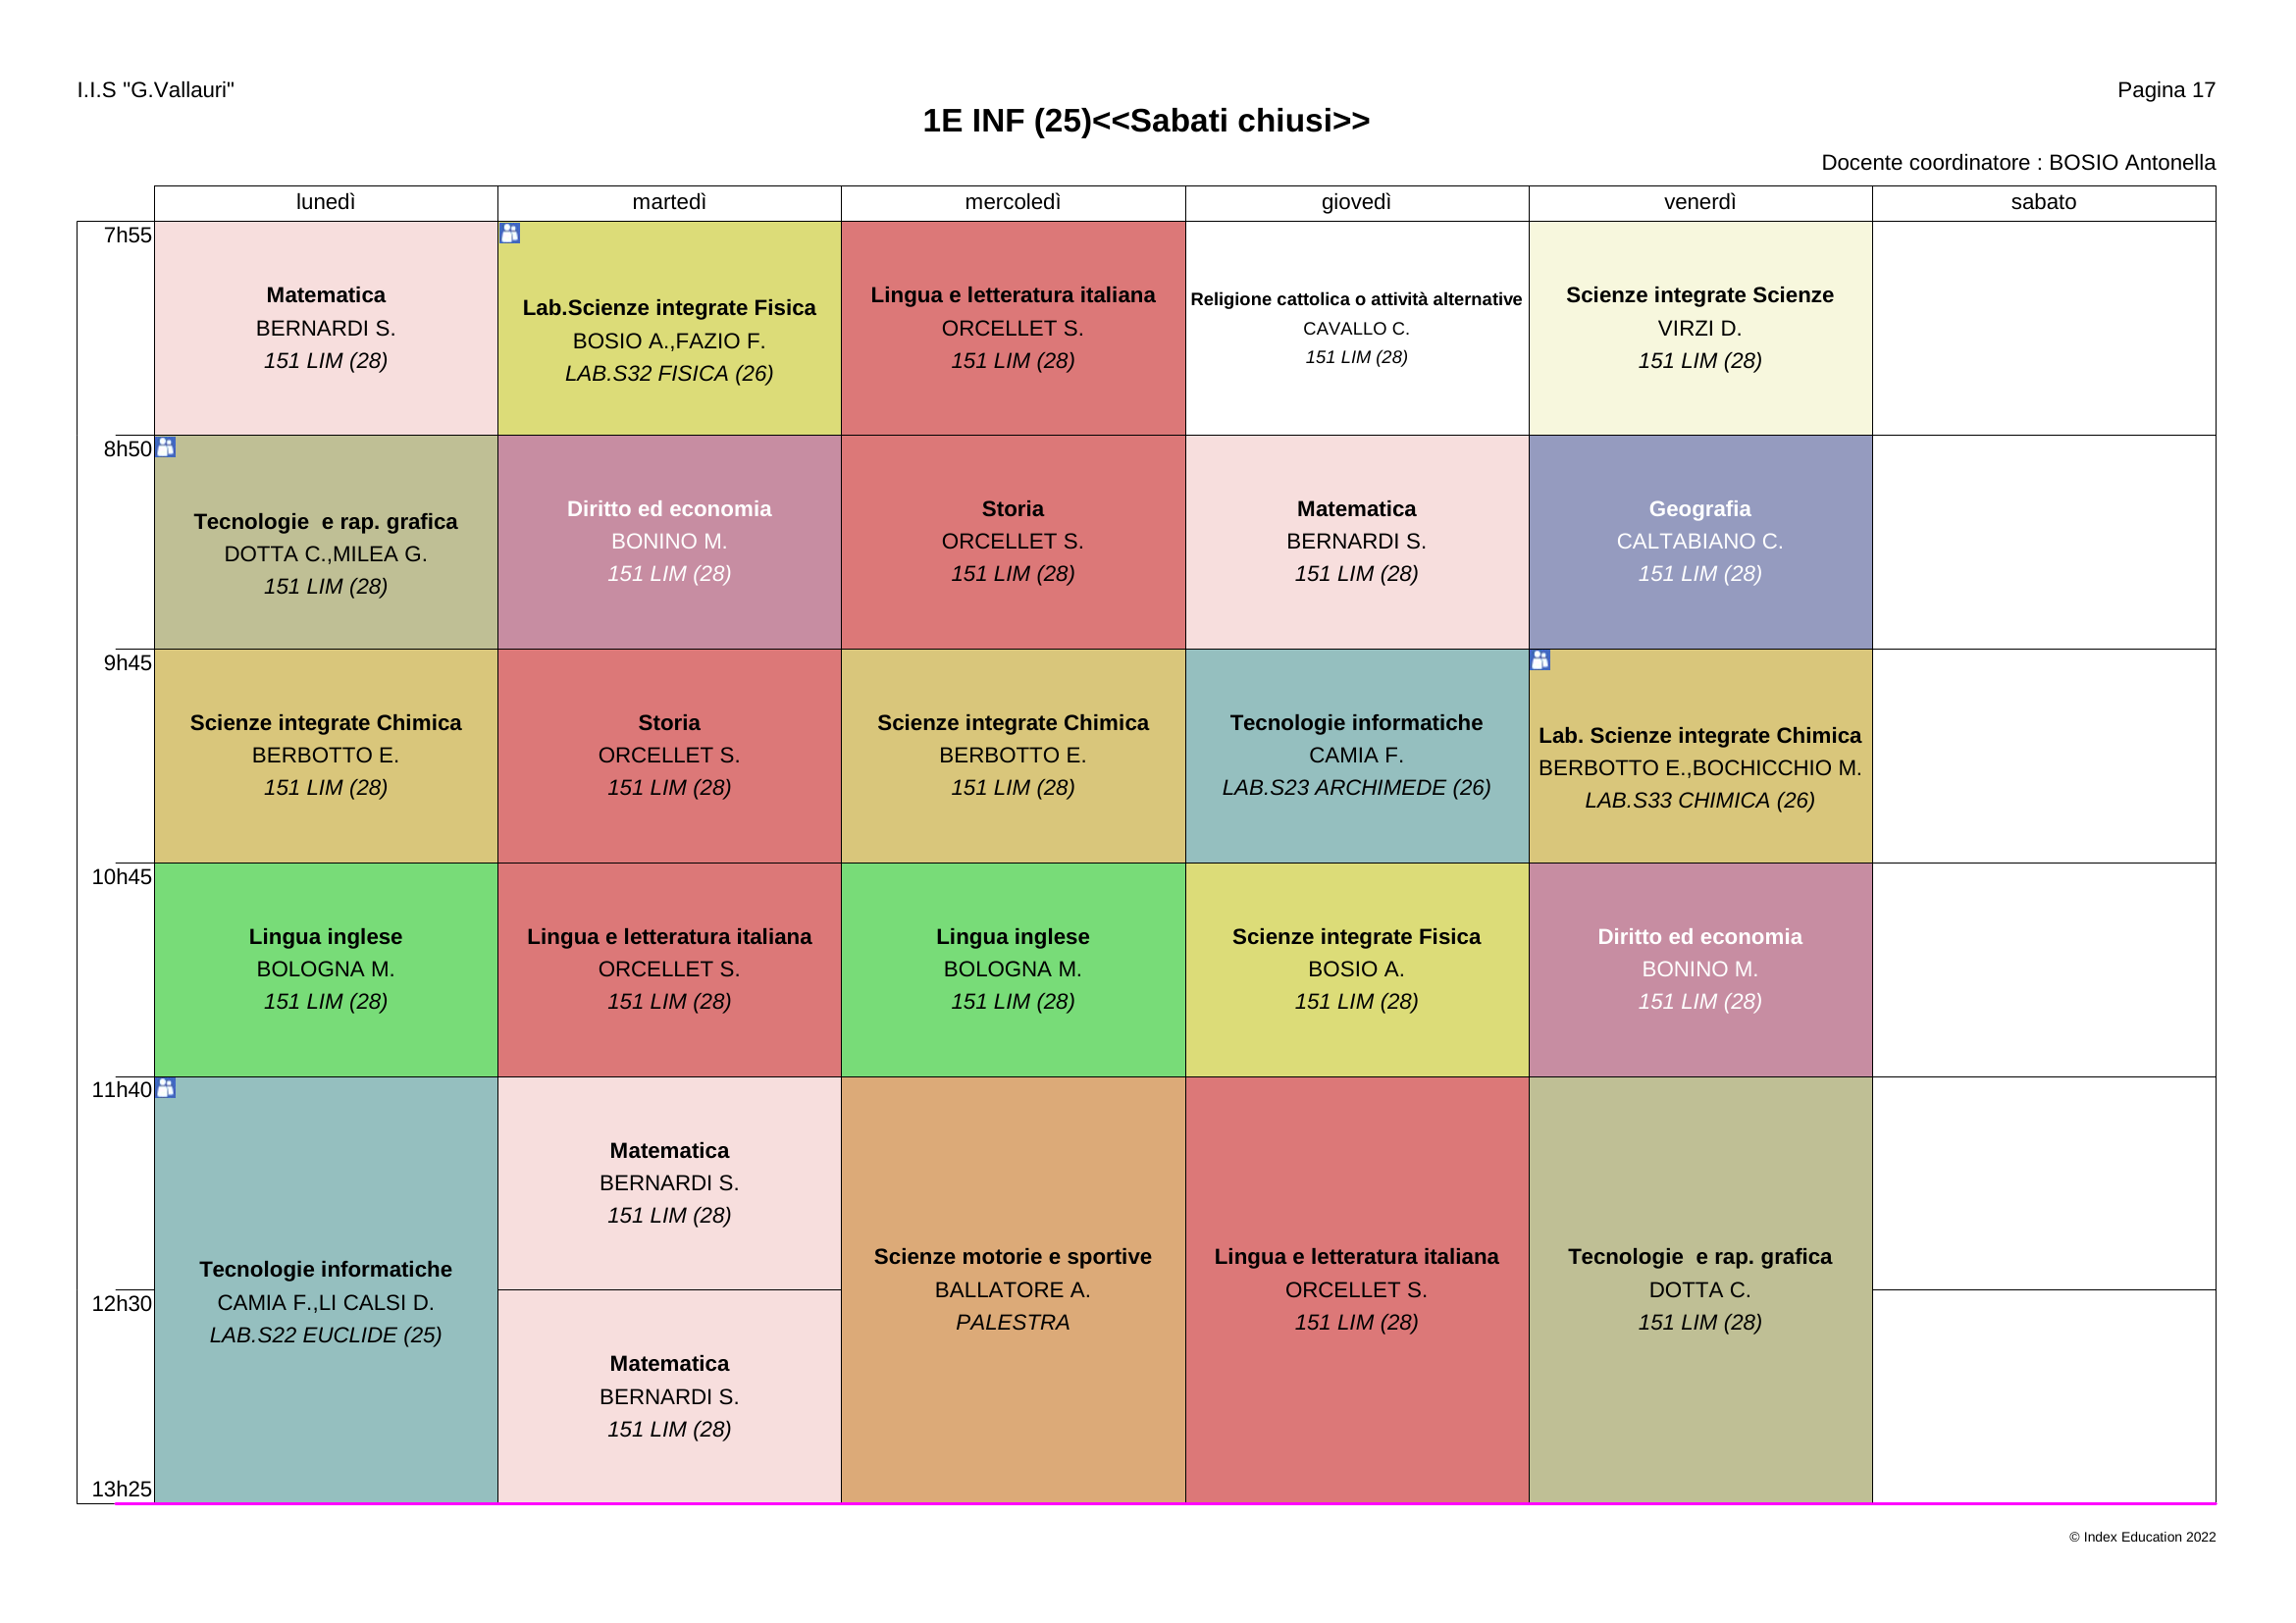 I.I.S "G.Vallauri"
Pagina 17
1E INF (25)<<Sabati chiusi>>
Docente coordinatore : BOSIO Antonella
lunedì martedì mercoledì giovedì venerdì sabato
7h55
Matematica
BERNARDI S.
151 LIM (28)
Lab.Scienze integrate Fisica
BOSIO A.,FAZIO F.
LAB.S32 FISICA (26)
Lingua e letteratura italiana
ORCELLET S.
151 LIM (28)
Religione cattolica o attività alternative
CAVALLO C.
151 LIM (28)
Scienze integrate Scienze
VIRZI D.
151 LIM (28)
8h50
Tecnologie  e rap. grafica
DOTTA C.,MILEA G.
151 LIM (28)
Diritto ed economia
BONINO M.
151 LIM (28)
Storia
ORCELLET S.
151 LIM (28)
Matematica
BERNARDI S.
151 LIM (28)
Geografia
CALTABIANO C.
151 LIM (28)
9h45
Scienze integrate Chimica
BERBOTTO E.
151 LIM (28)
Storia
ORCELLET S.
151 LIM (28)
Scienze integrate Chimica
BERBOTTO E.
151 LIM (28)
Tecnologie informatiche
CAMIA F.
LAB.S23 ARCHIMEDE (26)
Lab. Scienze integrate Chimica
BERBOTTO E.,BOCHICCHIO M.
LAB.S33 CHIMICA (26)
10h45
Lingua inglese
BOLOGNA M.
151 LIM (28)
Lingua e letteratura italiana
ORCELLET S.
151 LIM (28)
Lingua inglese
BOLOGNA M.
151 LIM (28)
Scienze integrate Fisica
BOSIO A.
151 LIM (28)
Diritto ed economia
BONINO M.
151 LIM (28)
11h40
Tecnologie informatiche
CAMIA F.,LI CALSI D.
LAB.S22 EUCLIDE (25)
Matematica
BERNARDI S.
151 LIM (28)
Scienze motorie e sportive
BALLATORE A.
PALESTRA
Lingua e letteratura italiana
ORCELLET S.
151 LIM (28)
Tecnologie  e rap. grafica
DOTTA C.
151 LIM (28)
12h30
Matematica
BERNARDI S.
151 LIM (28)
13h25
© Index Education 2022